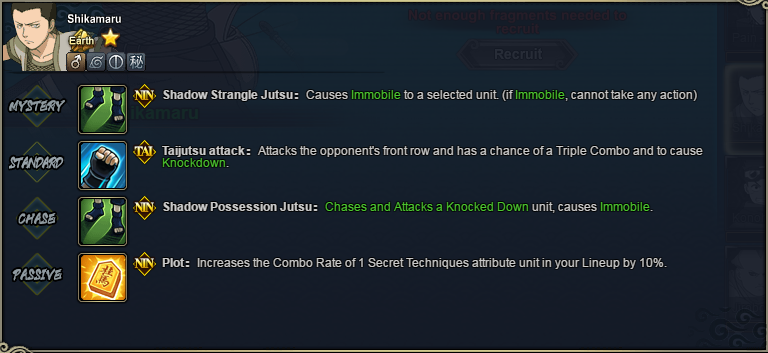 Shikamaru
Earth
秘
Not enough fragments needed to
recruit
Recruit
MYSTERY
NIN
Shadow Strangle Jutsu: Causes Immobile to a selected unit. (if Immobile, cannot take any action)
Shikamaru
STANDARD
TAI
Taijutsu attack: Attacks the opponent's front row and has a chance of a Triple Combo and to cause
Knockdown.
CHASE
NIN
Shadow Possession Jutsu: Chases and Attacks a Knocked Down unit, causes Immobile.
PASSIVE
NIN
Plot: Increases the Combo Rate of 1 Secret Techniques attribute unit in your Lineup by 10%.